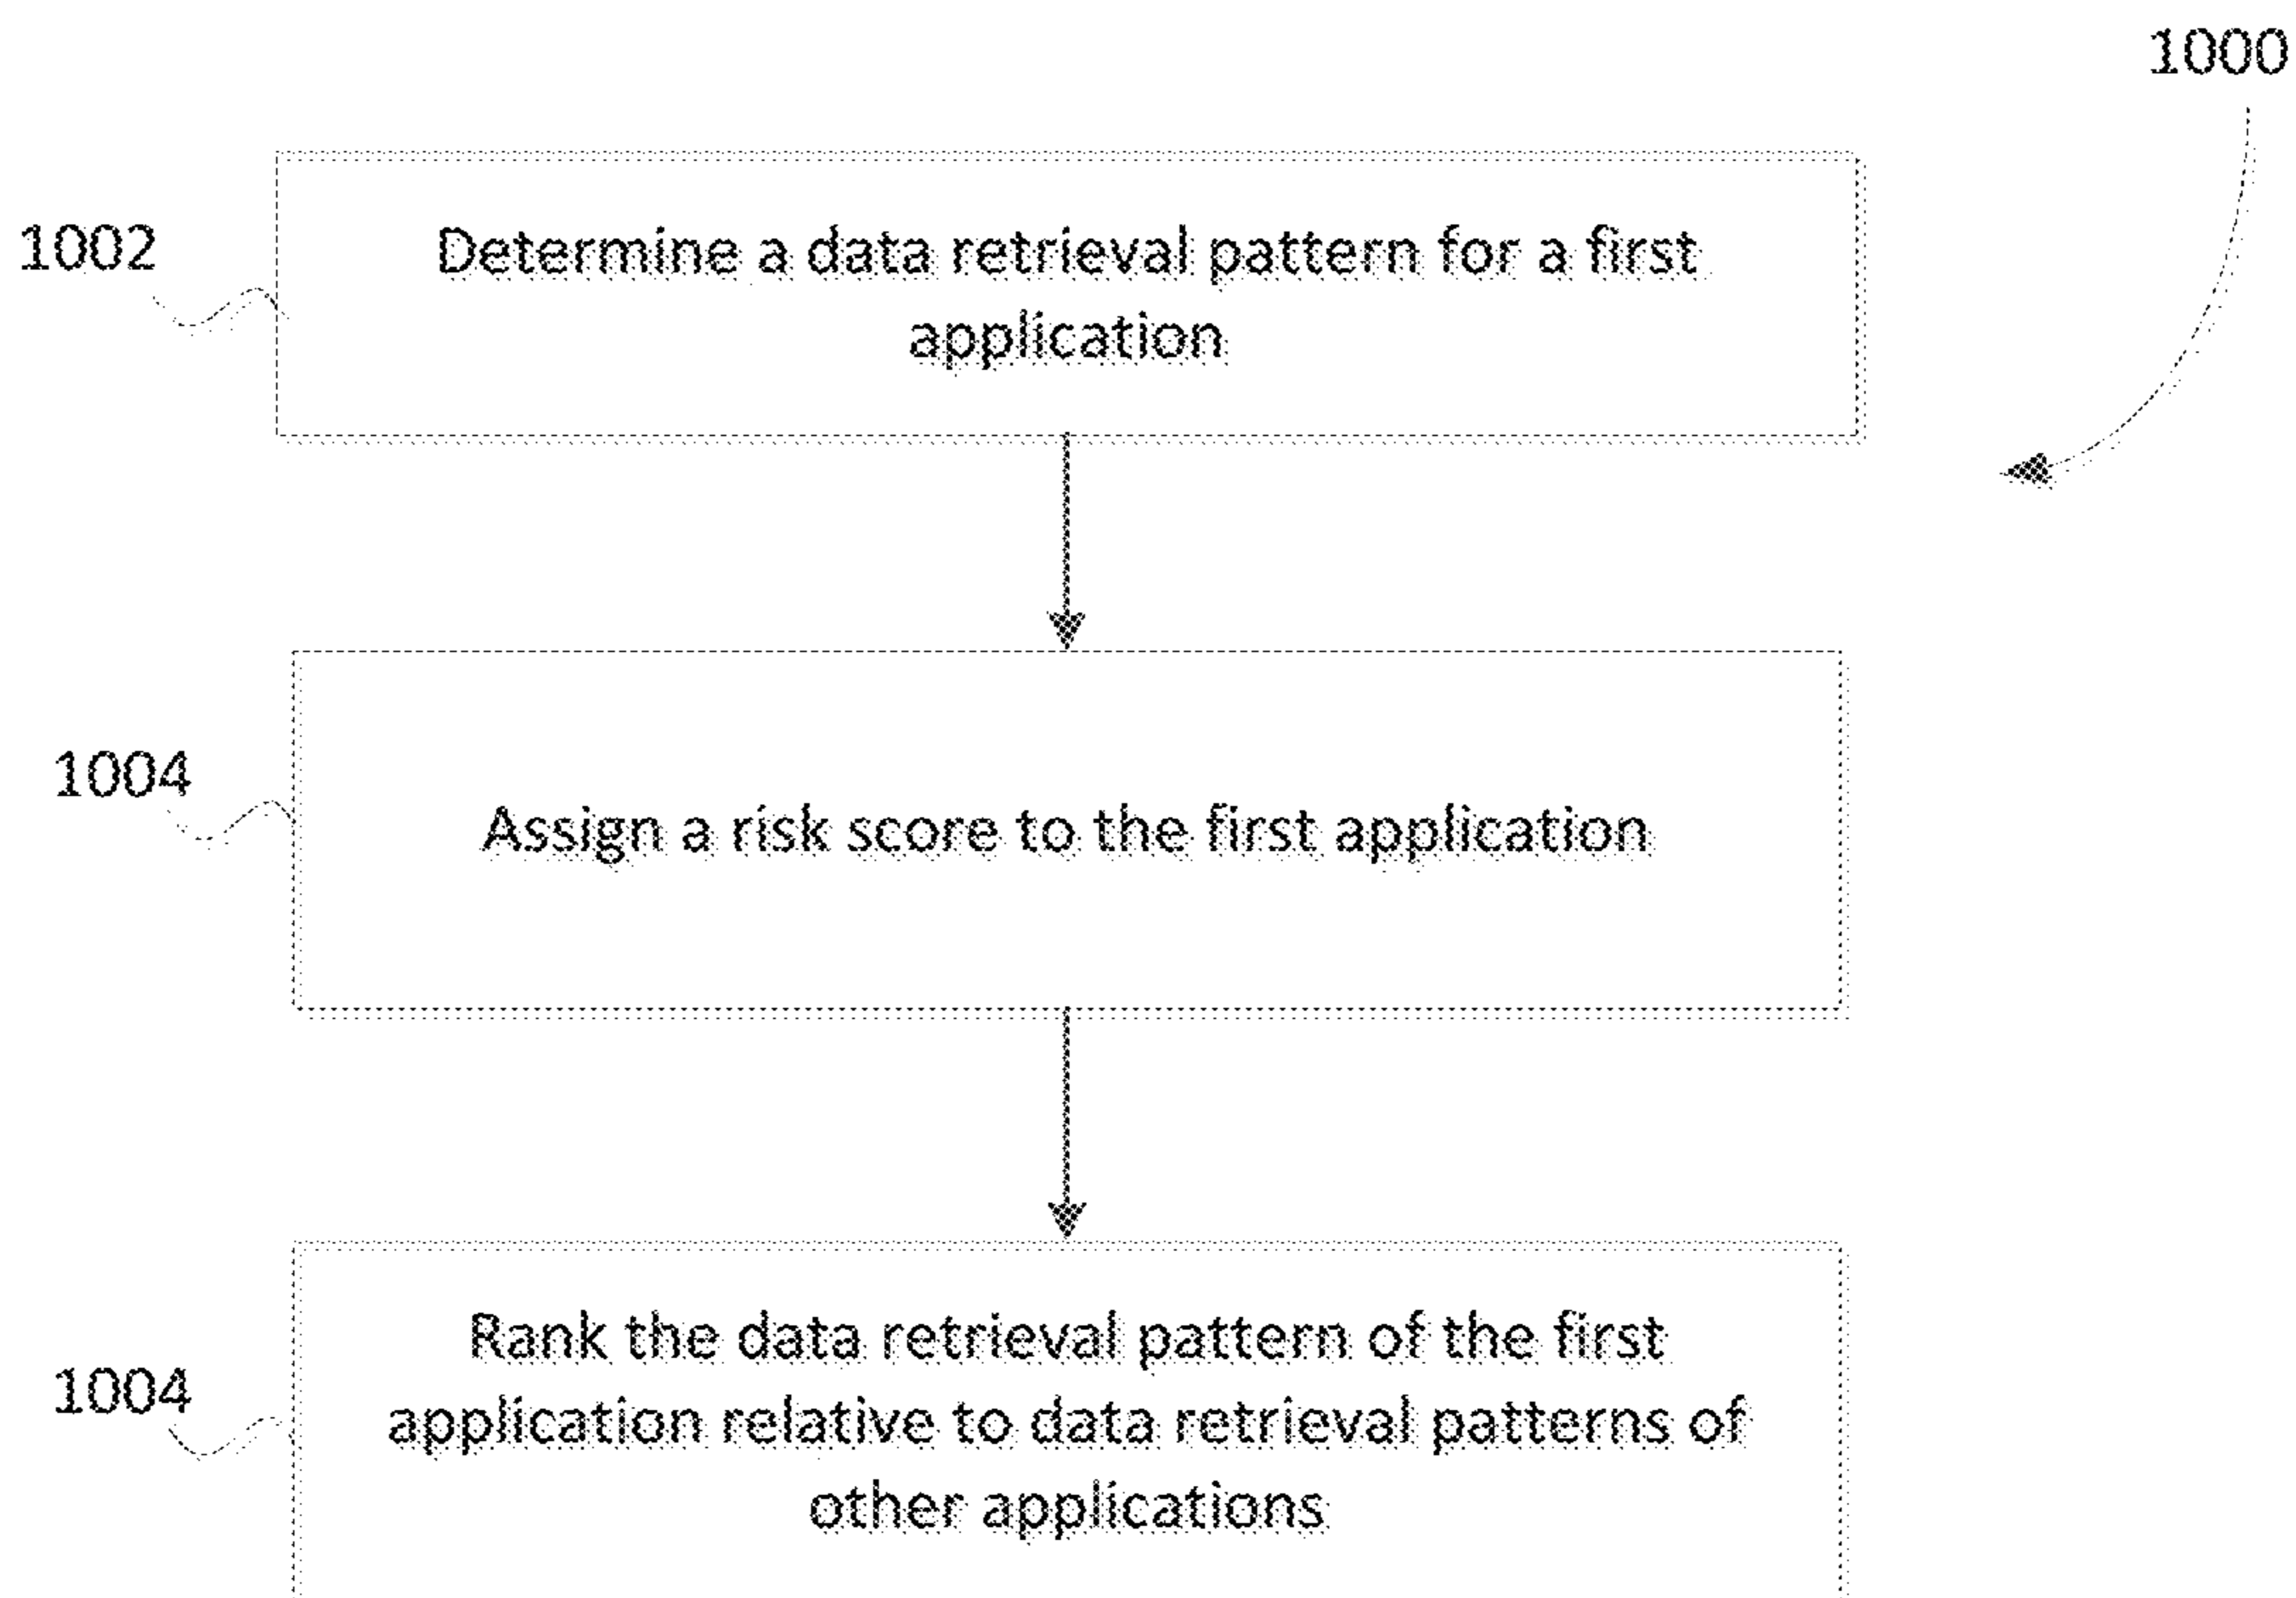 1000
1002
Determine a data retrieval pattern for a first
application
1004
Assign a risk score to the first application
1004
Rank the data retrieval pattern of the first
application relative to data retrieval patterns of
other applications